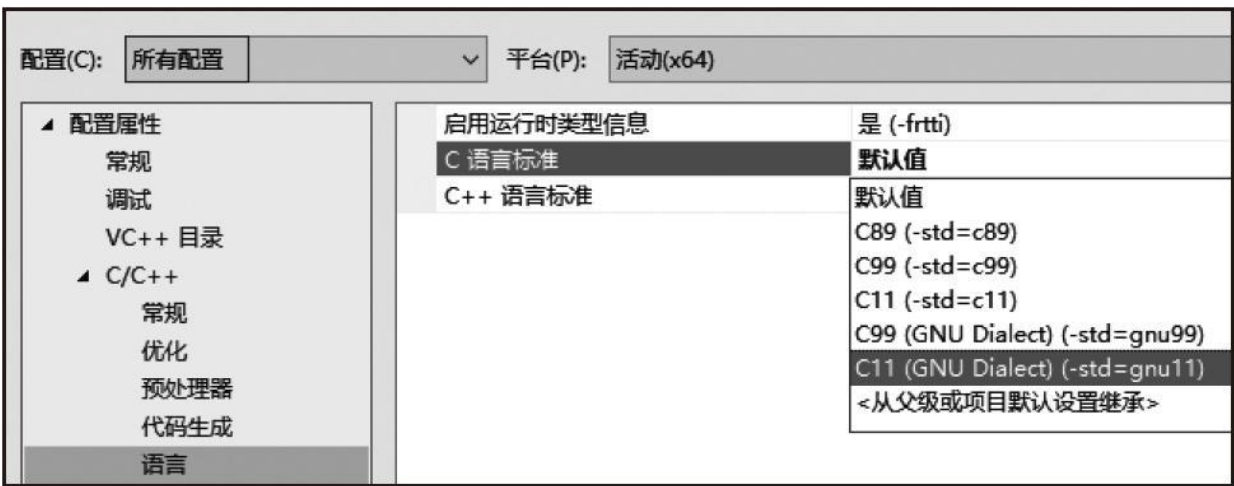 配置(C): 所有配置 平台(P): 活动(x64)
配置属性
常规
调试
VC++ 目录
C/C++
常规
优化
预处理器
代码生成
语言
启用运行时类型信息 是 (-frtti)
C 语言标准 默认值
C++ 语言标准
默认值
C89 (-std=c89)
C99 (-std=c99)
C11 (-std=c11)
C99 (GNU Dialect) (-std=gnu99)
C11 (GNU Dialect) (-std=gnu11)
<从父级或项目默认设置继承>